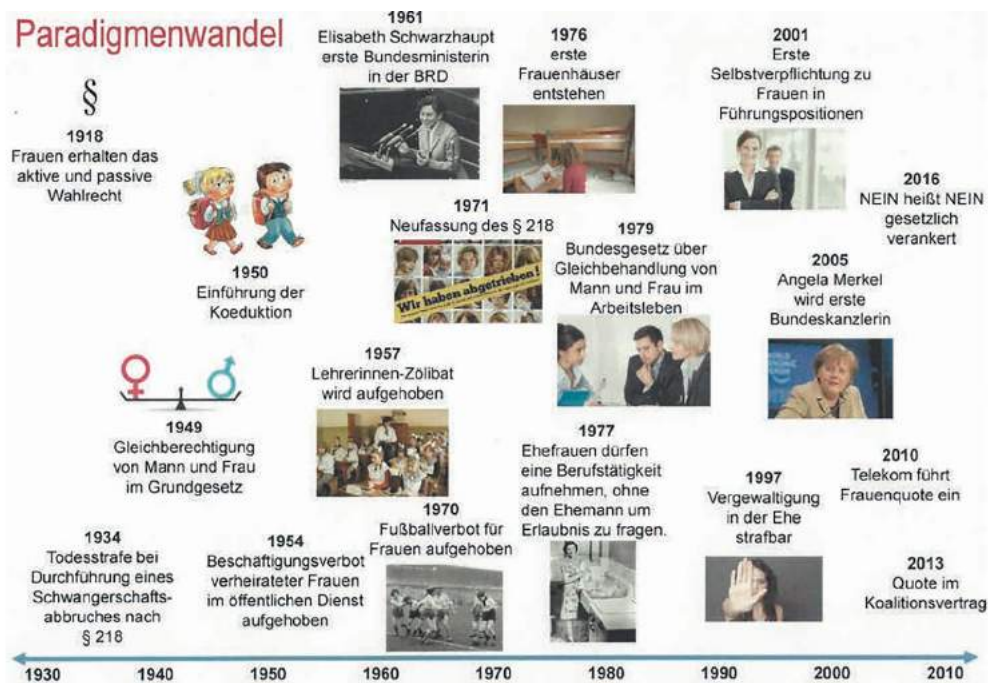 Paradigmenwandel
§
1918
Frauen erhalten das
aktive und passive
Wahlrecht
1961
Elisabeth Schwarzhaupt
erste Bundesministerin
in der BRD
1976
erste
Frauenhäuser
entstehen
2001
Erste
Selbstverpflichtung zu
Frauen in
Führungspositionen
2016
NEIN heißt NEIN
gesetzlich
verankert
1950
Einführung der
Koeduktion
1971
Neufassung des § 218
Wir haben abgetrieben!
1979
Bundesgesetz über
Gleichbehandlung von
Mann und Frau im
Arbeitsleben
2005
Angela Merkel
wird erste
Bundeskanzlerin
WORLD
ECONOMIC
FORUM
1949
Gleichberechtigung
von Mann und Frau
im Grundgesetz
1957
Lehrerinnen-Zölibat
wird aufgehoben
1977
Ehefrauen dürfen
eine Berufstätigkeit
aufnehmen, ohne
den Ehemann um
Erlaubnis zu fragen.
1997
Vergewaltigung
in der Ehe
strafbar
2010
Telekom führt
Frauenquote ein
1934
Todesstrafe bei
Durchführung eines
Schwangerschafts-
abbruches nach
§ 218
1954
Beschäftigungsverbot
verheirateter Frauen
im öffentlichen Dienst
aufgehoben
1970
Fußballverbot für
Frauen aufgehoben
2013
Quote im
Koalitionsvertrag
1930 1940 1950 1960 1970 1980 1990 2000 2010